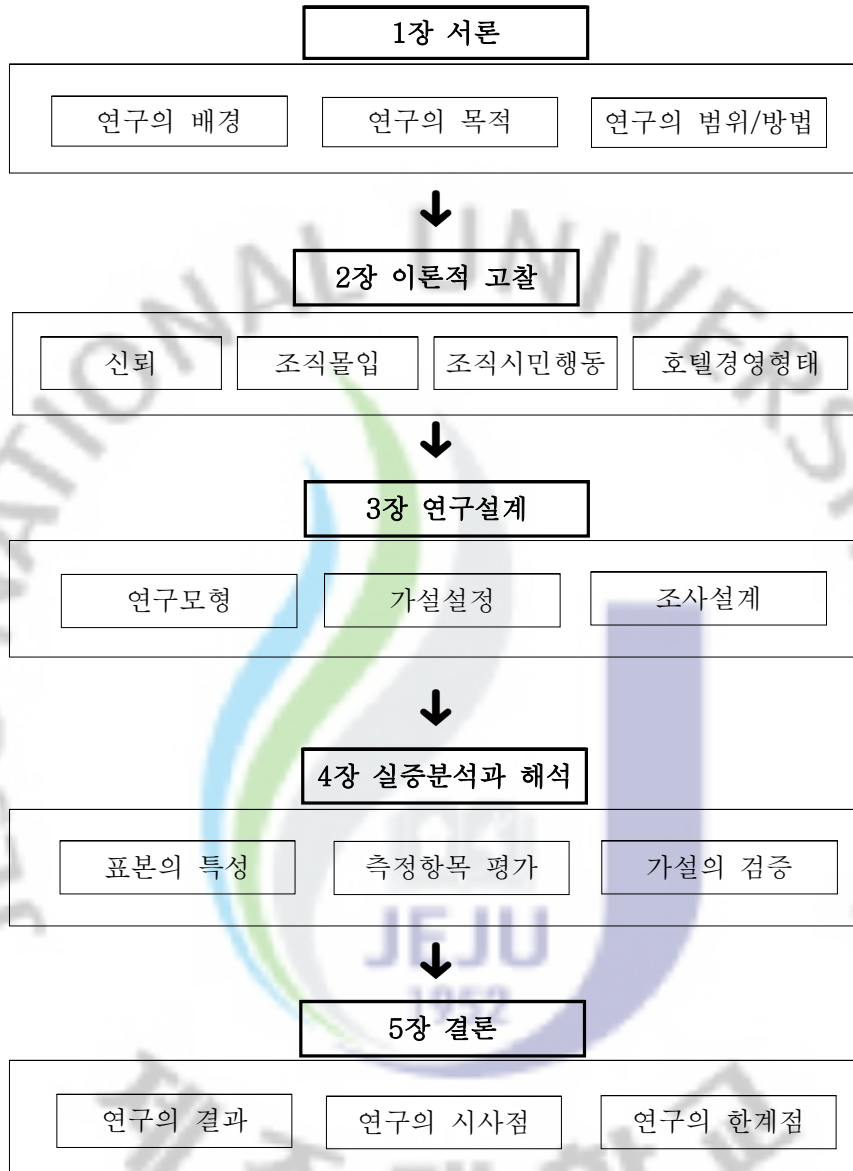 1장 서론
연구의 배경 연구의 목적 연구의 범위/방법
2장 이론적 고찰
신뢰 조직몰입 조직시민행동 호텔경영형태
3장 연구설계
연구모형 가설설정 조사설계
4장 실증분석과 해석
표본의 특성 측정항목 평가 가설의 검증
JEJU
1952
5장 결론
연구의 결과 연구의 시사점 연구의 한계점
NATIONAL UNIVERSI